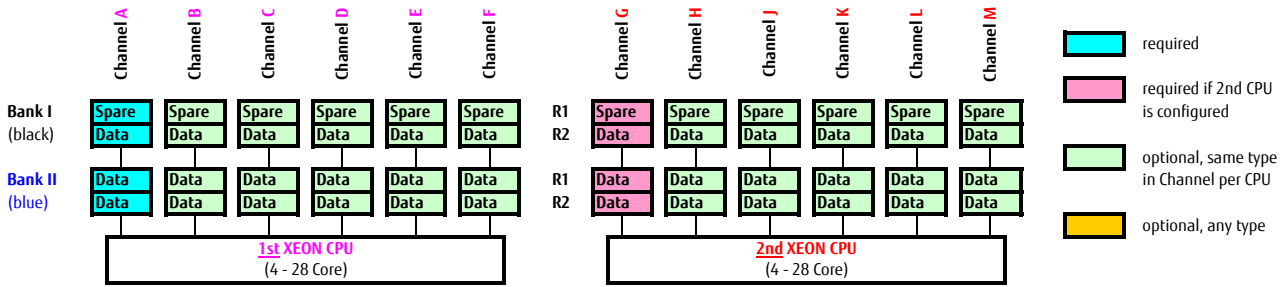 Channel A Channel B Channel C Channel D Channel E Channel F Channel G Channel H Channel J Channel K Channel L Channel M
Bank I Spare Spare Spare Spare Spare Spare R1 Spare Spare Spare Spare Spare Spare
(black) Data Data Data Data Data Data R2 Data Data Data Data Data Data
Bank II Data Data Data Data Data Data R1 Data Data Data Data Data Data
(blue) Data Data Data Data Data Data R2 Data Data Data Data Data Data
1st XEON CPU 2nd XEON CPU
(4 - 28 Core) (4 - 28 Core)
required
required if 2nd CPU
is configured
optional, same type
in Channel per CPU
optional, any type